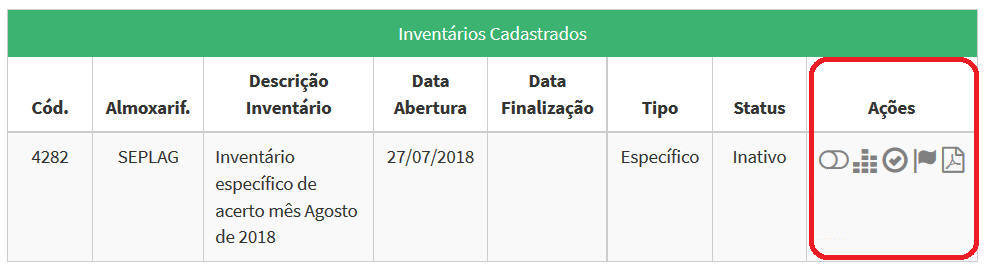 Inventários Cadastrados
Cód. Almoxarif. Descrição Inventário Data Abertura Data Finalização Tipo Status Ações
4282 SEPLAG Inventário 27/07/2018 Específico Inativo
específico de
acerto mês Agosto
de 2018